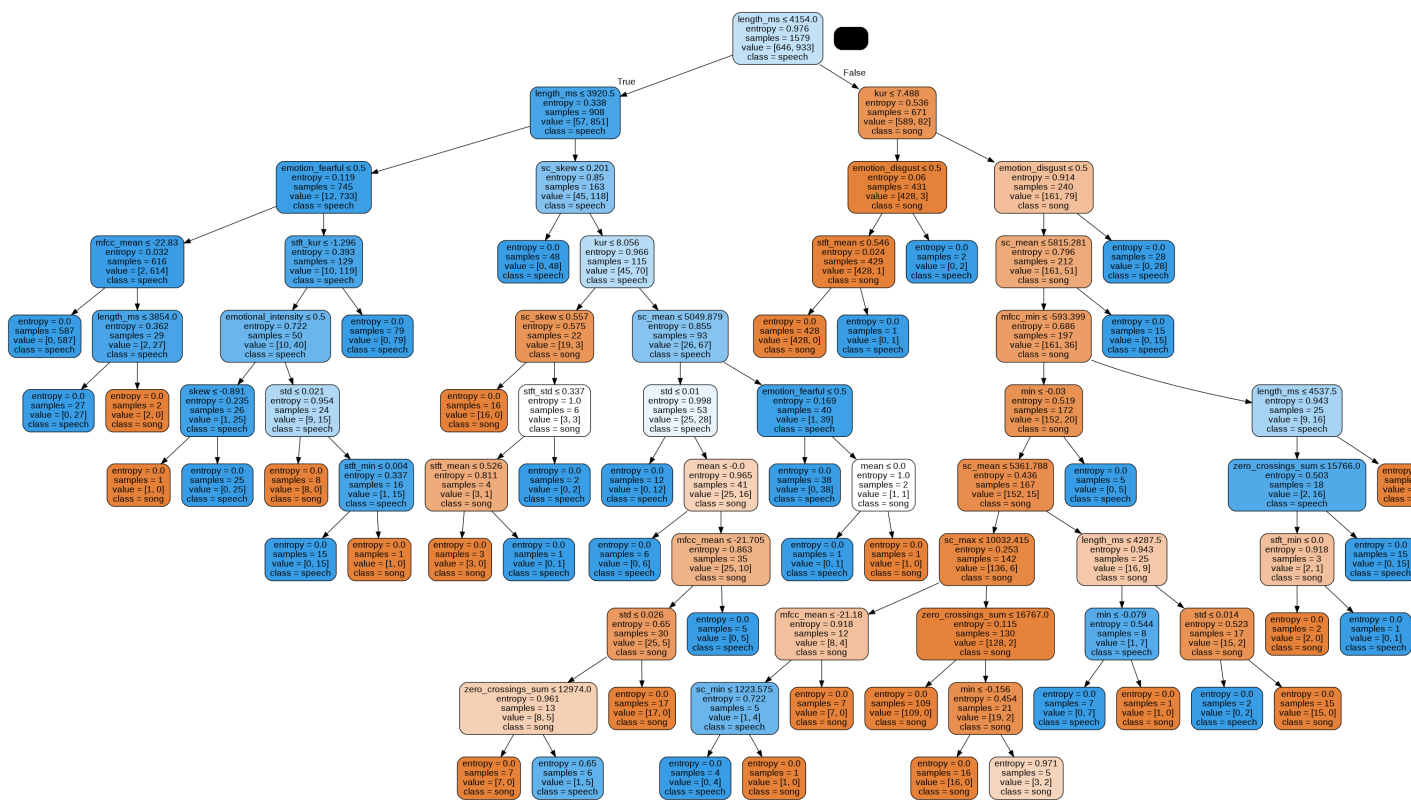 length_ms ≤ 4154.0
entropy = 0.976
samples = 1579
value = [646, 933]
class = speech
True
False
length_ms ≤ 3920.5
entropy = 0.338
samples = 908
value = [57, 851]
class = speech
kur ≤ 7.488
entropy = 0.536
samples = 671
value = [589, 82]
class = song
emotion_fearful ≤ 0.5
entropy = 0.119
samples = 745
value = [12, 733]
class = speech
sc_skew ≤ 0.201
entropy = 0.85
samples = 163
value = [45, 118]
class = speech
emotion_disgust ≤ 0.5
entropy = 0.06
samples = 431
value = [428, 3]
class = song
emotion_disgust ≤ 0.5
entropy = 0.914
samples = 240
value = [161, 79]
class = song
mfcc_mean ≤ -22.83
entropy = 0.032
samples = 616
value = [2, 614]
class = speech
stft_kur ≤ -1.296
entropy = 0.393
samples = 129
value = [10, 119]
class = speech
entropy = 0.0
samples = 48
value = [0, 48]
class = speech
kur ≤ 8.056
entropy = 0.966
samples = 115
value = [45, 70]
class = speech
stft_mean ≤ 0.546
entropy = 0.024
samples = 429
value = [428, 1]
class = song
entropy = 0.0
samples = 2
value = [0, 2]
class = speech
sc_mean ≤ 5815.281
entropy = 0.796
samples = 212
value = [161, 51]
class = song
entropy = 0.0
samples = 28
value = [0, 28]
class = speech
entropy = 0.0
samples = 587
value = [0, 587]
class = speech
length_ms ≤ 3854.0
entropy = 0.362
samples = 29
value = [2, 27]
class = speech
emotional_intensity ≤ 0.5
entropy = 0.722
samples = 50
value = [10, 40]
class = speech
entropy = 0.0
samples = 79
value = [0, 79]
class = speech
sc_skew ≤ 0.557
entropy = 0.575
samples = 22
value = [19, 3]
class = song
sc_mean ≤ 5049.879
entropy = 0.855
samples = 93
value = [26, 67]
class = speech
entropy = 0.0
samples = 428
value = [428, 0]
class = song
entropy = 0.0
samples = 1
value = [0, 1]
class = speech
mfcc_min ≤ -593.399
entropy = 0.686
samples = 197
value = [161, 36]
class = song
entropy = 0.0
samples = 15
value = [0, 15]
class = speech
entropy = 0.0
samples = 27
value = [0, 27]
class = speech
entropy = 0.0
samples = 2
value = [2, 0]
class = song
skew ≤ -0.891
entropy = 0.235
samples = 26
value = [1, 25]
class = speech
std ≤ 0.021
entropy = 0.954
samples = 24
value = [9, 15]
class = speech
entropy = 0.0
samples = 16
value = [16, 0]
class = song
stft_std ≤ 0.337
entropy = 1.0
samples = 6
value = [3, 3]
class = song
std ≤ 0.01
entropy = 0.998
samples = 53
value = [25, 28]
class = speech
emotion_fearful ≤ 0.5
entropy = 0.169
samples = 40
value = [1, 39]
class = speech
min ≤ -0.03
entropy = 0.519
samples = 172
value = [152, 20]
class = song
length_ms ≤ 4537.5
entropy = 0.943
samples = 25
value = [9, 16]
class = speech
entropy = 0.0
samples = 1
value = [1, 0]
class = song
entropy = 0.0
samples = 25
value = [0, 25]
class = speech
entropy = 0.0
samples = 8
value = [8, 0]
class = song
stft_min ≤ 0.004
entropy = 0.337
samples = 16
value = [1, 15]
class = speech
stft_mean ≤ 0.526
entropy = 0.811
samples = 4
value = [3, 1]
class = song
entropy = 0.0
samples = 2
value = [0, 2]
class = speech
entropy = 0.0
samples = 12
value = [0, 12]
class = speech
mean ≤ -0.0
entropy = 0.965
samples = 41
value = [25, 16]
class = song
entropy = 0.0
samples = 38
value = [0, 38]
class = speech
mean ≤ 0.0
entropy = 1.0
samples = 2
value = [1, 1]
class = song
sc_mean ≤ 5361.788
entropy = 0.436
samples = 167
value = [152, 15]
class = song
entropy = 0.0
samples = 5
value = [0, 5]
class = speech
zero_crossings_sum ≤ 15766.0
entropy = 0.503
samples = 18
value = [2, 16]
class = speech
entropy = 0.0
samples = 15
value = [0, 15]
class = speech
entropy = 0.0
samples = 1
value = [1, 0]
class = song
entropy = 0.0
samples = 3
value = [3, 0]
class = song
entropy = 0.0
samples = 1
value = [0, 1]
class = speech
entropy = 0.0
samples = 6
value = [0, 6]
class = speech
mfcc_mean ≤ -21.705
entropy = 0.863
samples = 35
value = [25, 10]
class = song
entropy = 0.0
samples = 1
value = [0, 1]
class = speech
entropy = 0.0
samples = 1
value = [1, 0]
class = song
sc_max ≤ 10032.415
entropy = 0.253
samples = 142
value = [136, 6]
class = song
length_ms ≤ 4287.5
entropy = 0.943
samples = 25
value = [16, 9]
class = song
stft_min ≤ 0.0
entropy = 0.918
samples = 3
value = [2, 1]
class = song
entropy = 0.0
samples = 15
value = [0, 15]
class = speech
std ≤ 0.026
entropy = 0.65
samples = 30
value = [25, 5]
class = song
entropy = 0.0
samples = 5
value = [0, 5]
class = speech
mfcc_mean ≤ -21.18
entropy = 0.918
samples = 12
value = [8, 4]
class = song
zero_crossings_sum ≤ 16767.0
entropy = 0.115
samples = 130
value = [128, 2]
class = song
min ≤ -0.079
entropy = 0.544
samples = 8
value = [1, 7]
class = speech
std ≤ 0.014
entropy = 0.523
samples = 17
value = [15, 2]
class = song
entropy = 0.0
samples = 2
value = [2, 0]
class = song
entropy = 0.0
samples = 1
value = [0, 1]
class = speech
zero_crossings_sum ≤ 12974.0
entropy = 0.961
samples = 13
value = [8, 5]
class = song
entropy = 0.0
samples = 17
value = [17, 0]
class = song
sc_min ≤ 1223.575
entropy = 0.722
samples = 5
value = [1, 4]
class = speech
entropy = 0.0
samples = 7
value = [7, 0]
class = song
entropy = 0.0
samples = 109
value = [109, 0]
class = song
min ≤ -0.156
entropy = 0.454
samples = 21
value = [19, 2]
class = song
entropy = 0.0
samples = 7
value = [0, 7]
class = speech
entropy = 0.0
samples = 1
value = [1, 0]
class = song
entropy = 0.0
samples = 2
value = [0, 2]
class = speech
entropy = 0.0
samples = 15
value = [15, 0]
class = song
entropy = 0.0
samples = 7
value = [7, 0]
class = song
entropy = 0.65
samples = 6
value = [1, 5]
class = speech
entropy = 0.0
samples = 4
value = [0, 4]
class = speech
entropy = 0.0
samples = 1
value = [1, 0]
class = song
entropy = 0.0
samples = 16
value = [16, 0]
class = song
entropy = 0.971
samples = 5
value = [3, 2]
class = song